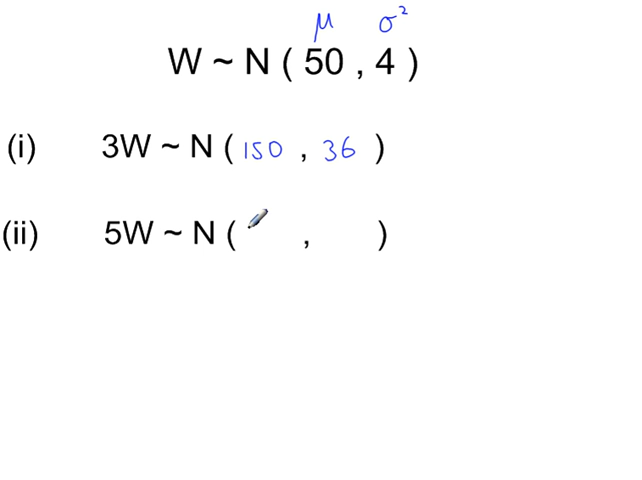 μ σ²
W ~ N ( 50 , 4 )
(i) 3W ~ N ( 150 , 36 )
(ii) 5W ~ N ( , )